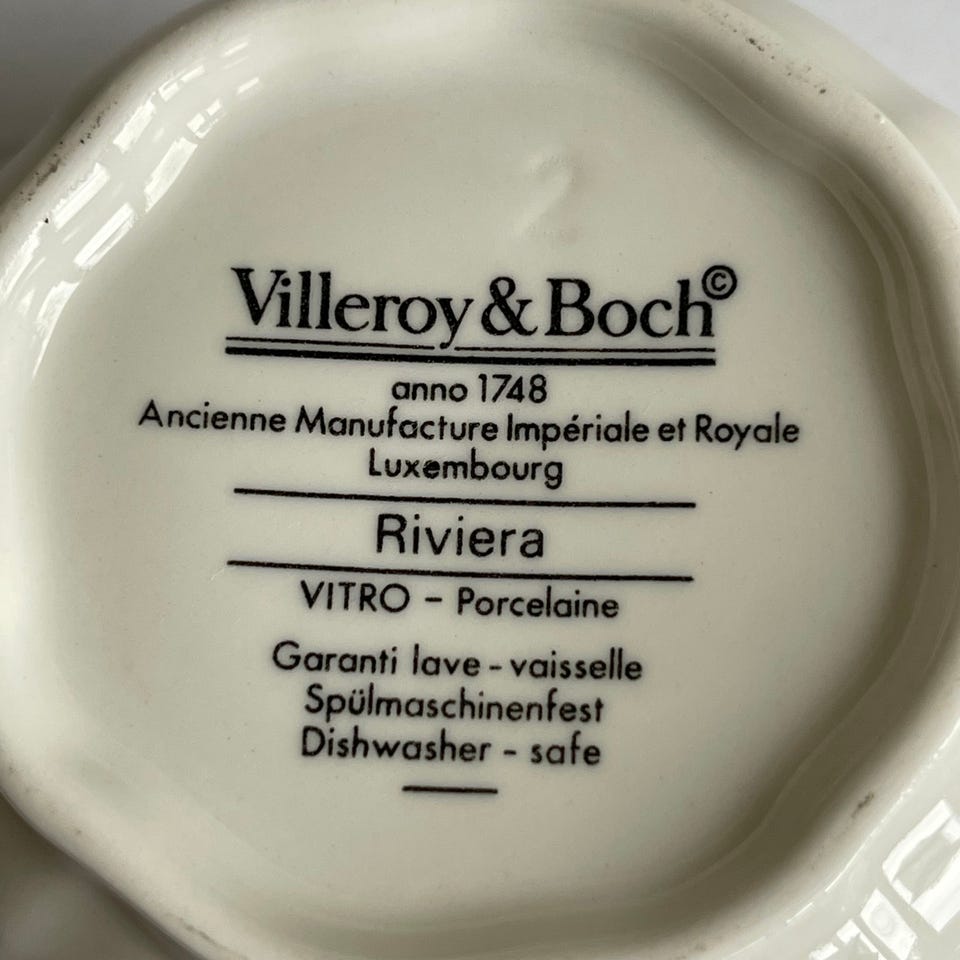 Villeroy & Boch©
anno 1748
Ancienne Manufacture Impériale et Royale
Luxembourg
Riviera
VITRO - Porcelaine
Garanti lave - vaisselle
Spülmaschinenfest
Dishwasher - safe